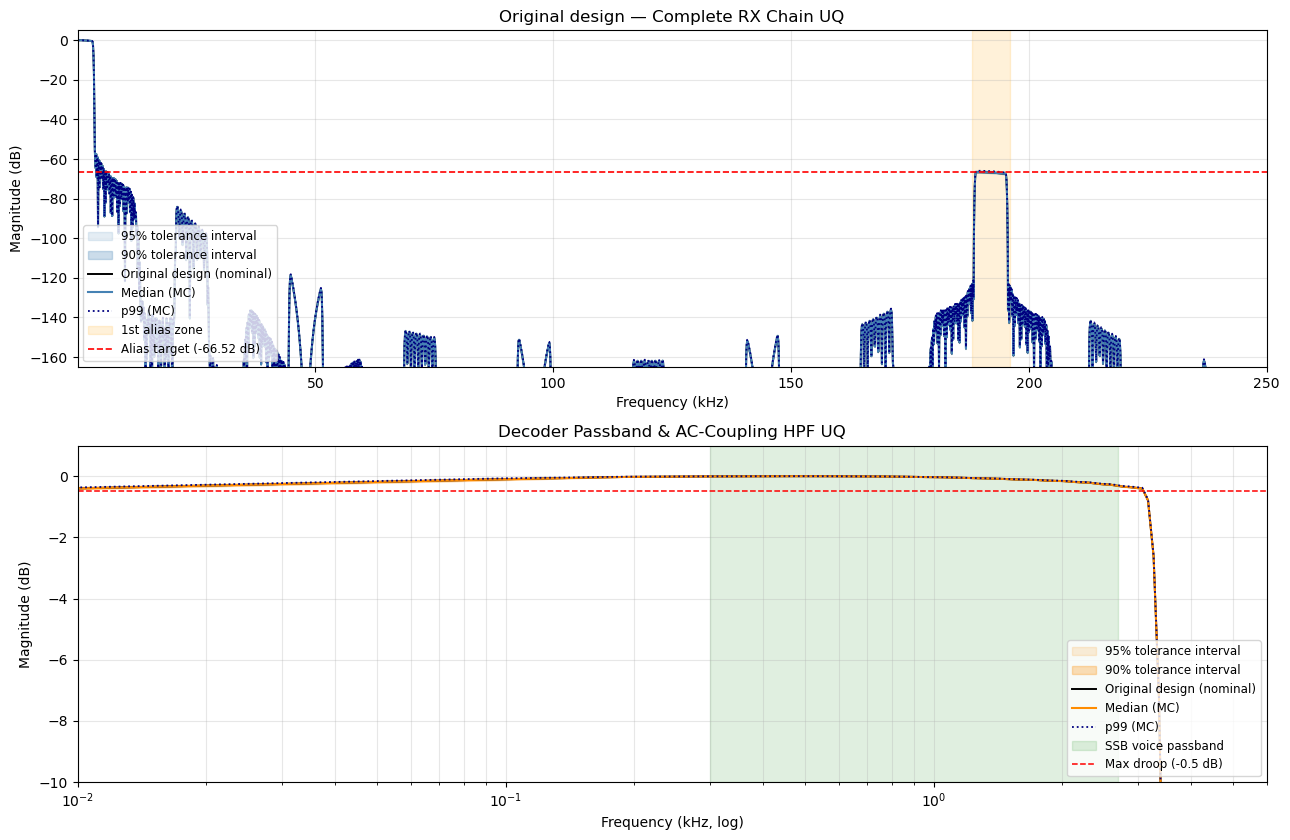 Original design — Complete RX Chain UQ
0
−20
−40
−60
−80
−100
−120
−140
−160
Magnitude (dB)
95% tolerance interval
90% tolerance interval
Original design (nominal)
Median (MC)
p99 (MC)
1st alias zone
Alias target (-66.52 dB)
50
100
150
200
250
Frequency (kHz)
Decoder Passband & AC-Coupling HPF UQ
0
−2
−4
−6
−8
−10
Magnitude (dB)
95% tolerance interval
90% tolerance interval
Original design (nominal)
Median (MC)
p99 (MC)
SSB voice passband
Max droop (-0.5 dB)
10⁻²
10⁻¹
10⁰
Frequency (kHz, log)